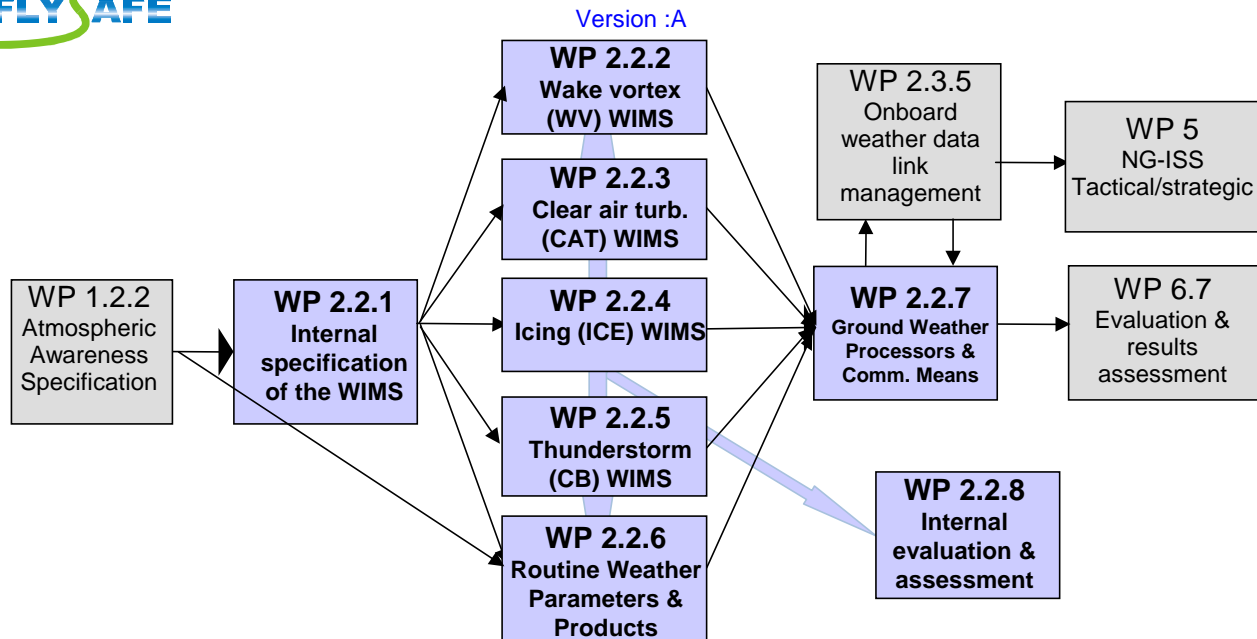 FLYSAFE
Version :A
WP 2.2.2
Wake vortex
(WV) WIMS
WP 2.2.3
Clear air turb.
(CAT) WIMS
WP 2.2.4
Icing (ICE) WIMS
WP 2.2.5
Thunderstorm
(CB) WIMS
WP 2.2.6
Routine Weather
Parameters &
Products
WP 1.2.2
Atmospheric
Awareness
Specification
WP 2.2.1
Internal
specification
of the WIMS
WP 2.3.5
Onboard
weather data
link
management
WP 5
NG-ISS
Tactical/strategic
WP 2.2.7
Ground Weather
Processors &
Comm. Means
WP 6.7
Evaluation &
results
assessment
WP 2.2.8
Internal
evaluation &
assessment